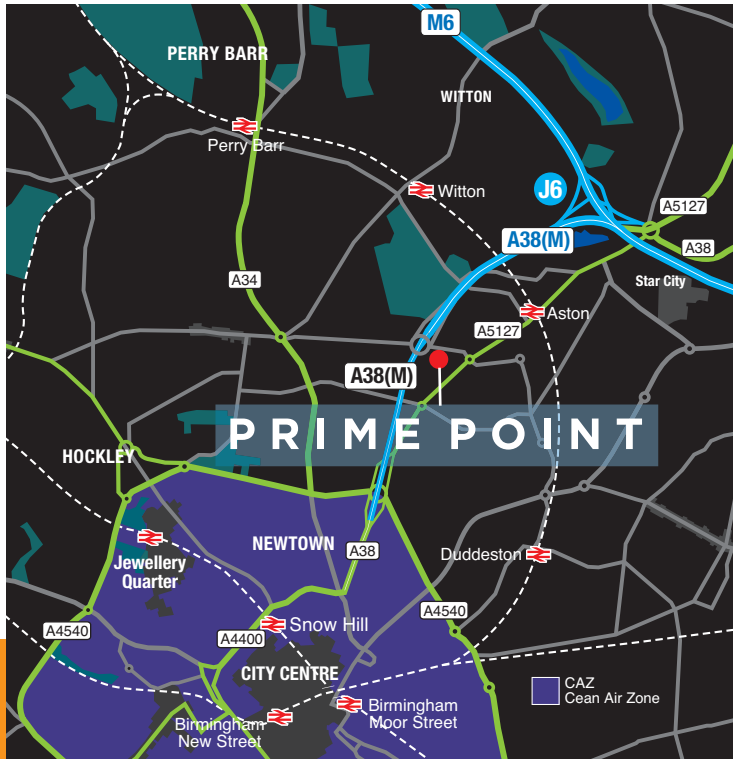 M6
PERRY BARR
WITTON
Perry Barr
Witton
J6
A5127
A38(M)
A38
A34
Star City
Aston
A5127
A38(M)
PRIME POINT
HOCKLEY
NEWTOWN
A38
Duddeston
Jewellery
Quarter
A4540
A4540
Snow Hill
A4400
CITY CENTRE
CAZ
Cean Air Zone
Birmingham
Moor Street
Birmingham
New Street